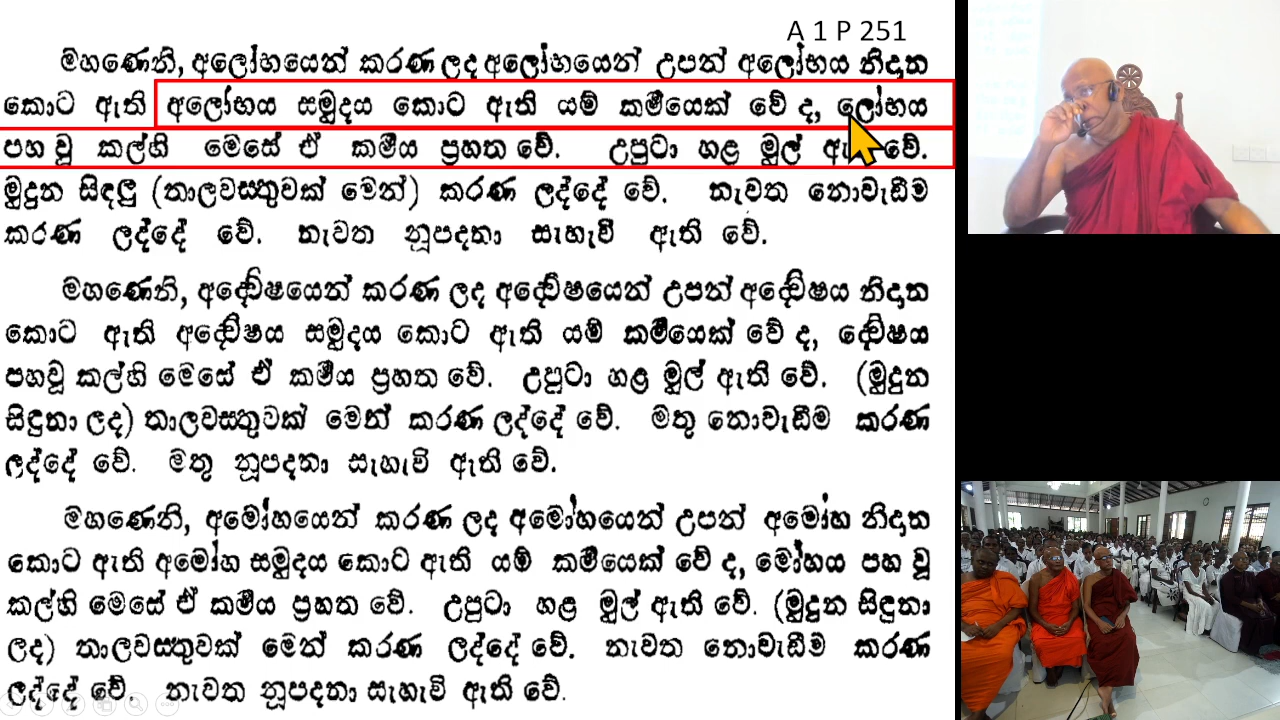 A 1 P 251
මහණෙනි, අලෝභයෙන් කරණ ලද අලෝභයෙන් උපන් අලෝභය නිදාන
කොට ඇති අලෝභය සමුදය කොට ඇති යම් කර්මයෙක් වේ ද, ලෝභය
පහ වූ කල්හි මෙසේ ඒ කර්මය ප්‍රහත වේ. උපුටා හළ මුල් වේ.
මුදුන සිඳලූ (තාලවස්තුවක් මෙන්) කරණ ලද්දේ වේ. නැවත නොවැඩීම
කරණ ලද්දේ වේ. නැවත නූපදනා සැහැවී ඇති වේ.
මහණෙනි, අද්වේෂයෙන් කරණ ලද අද්වේෂයෙන් උපන් අද්වේෂය නිදාන
කොට ඇති අද්වේෂය සමුදය කොට ඇති යම් කර්මයෙක් වේ ද, ද්වේෂය
පහවූ කල්හි මෙසේ ඒ කර්මය ප්‍රහත වේ. උපුටා හළ මුල් ඇති වේ. (මුදුන
සිඳුනා ලද) තාලවස්තුවක් මෙන් කරණ ලද්දේ වේ. මතු නොවැඩීම කරණ
ලද්දේ වේ. මතු නූපදනා සැහැවි ඇති වේ.
මහණෙනි, අමෝහයෙන් කරණ ලද අමෝහයෙන් උපන් අමෝහ නිදාන
කොට ඇති අමෝහ සමුදය කොට ඇති යම් කර්මයෙක් වේ ද, මෝහය පහ වූ
කල්හි මෙසේ ඒ කර්මය ප්‍රහත වේ. උපුටා හළ මුල් ඇති වේ. (මුදුන සිඳුනා
ලද) තාලවස්තුවක් මෙන් කරණ ලද්දේ වේ. නැවත නොවැඩීම කරණ
ලද්දේ වේ. නැවත නූපදනා සැහැවි ඇති වේ.